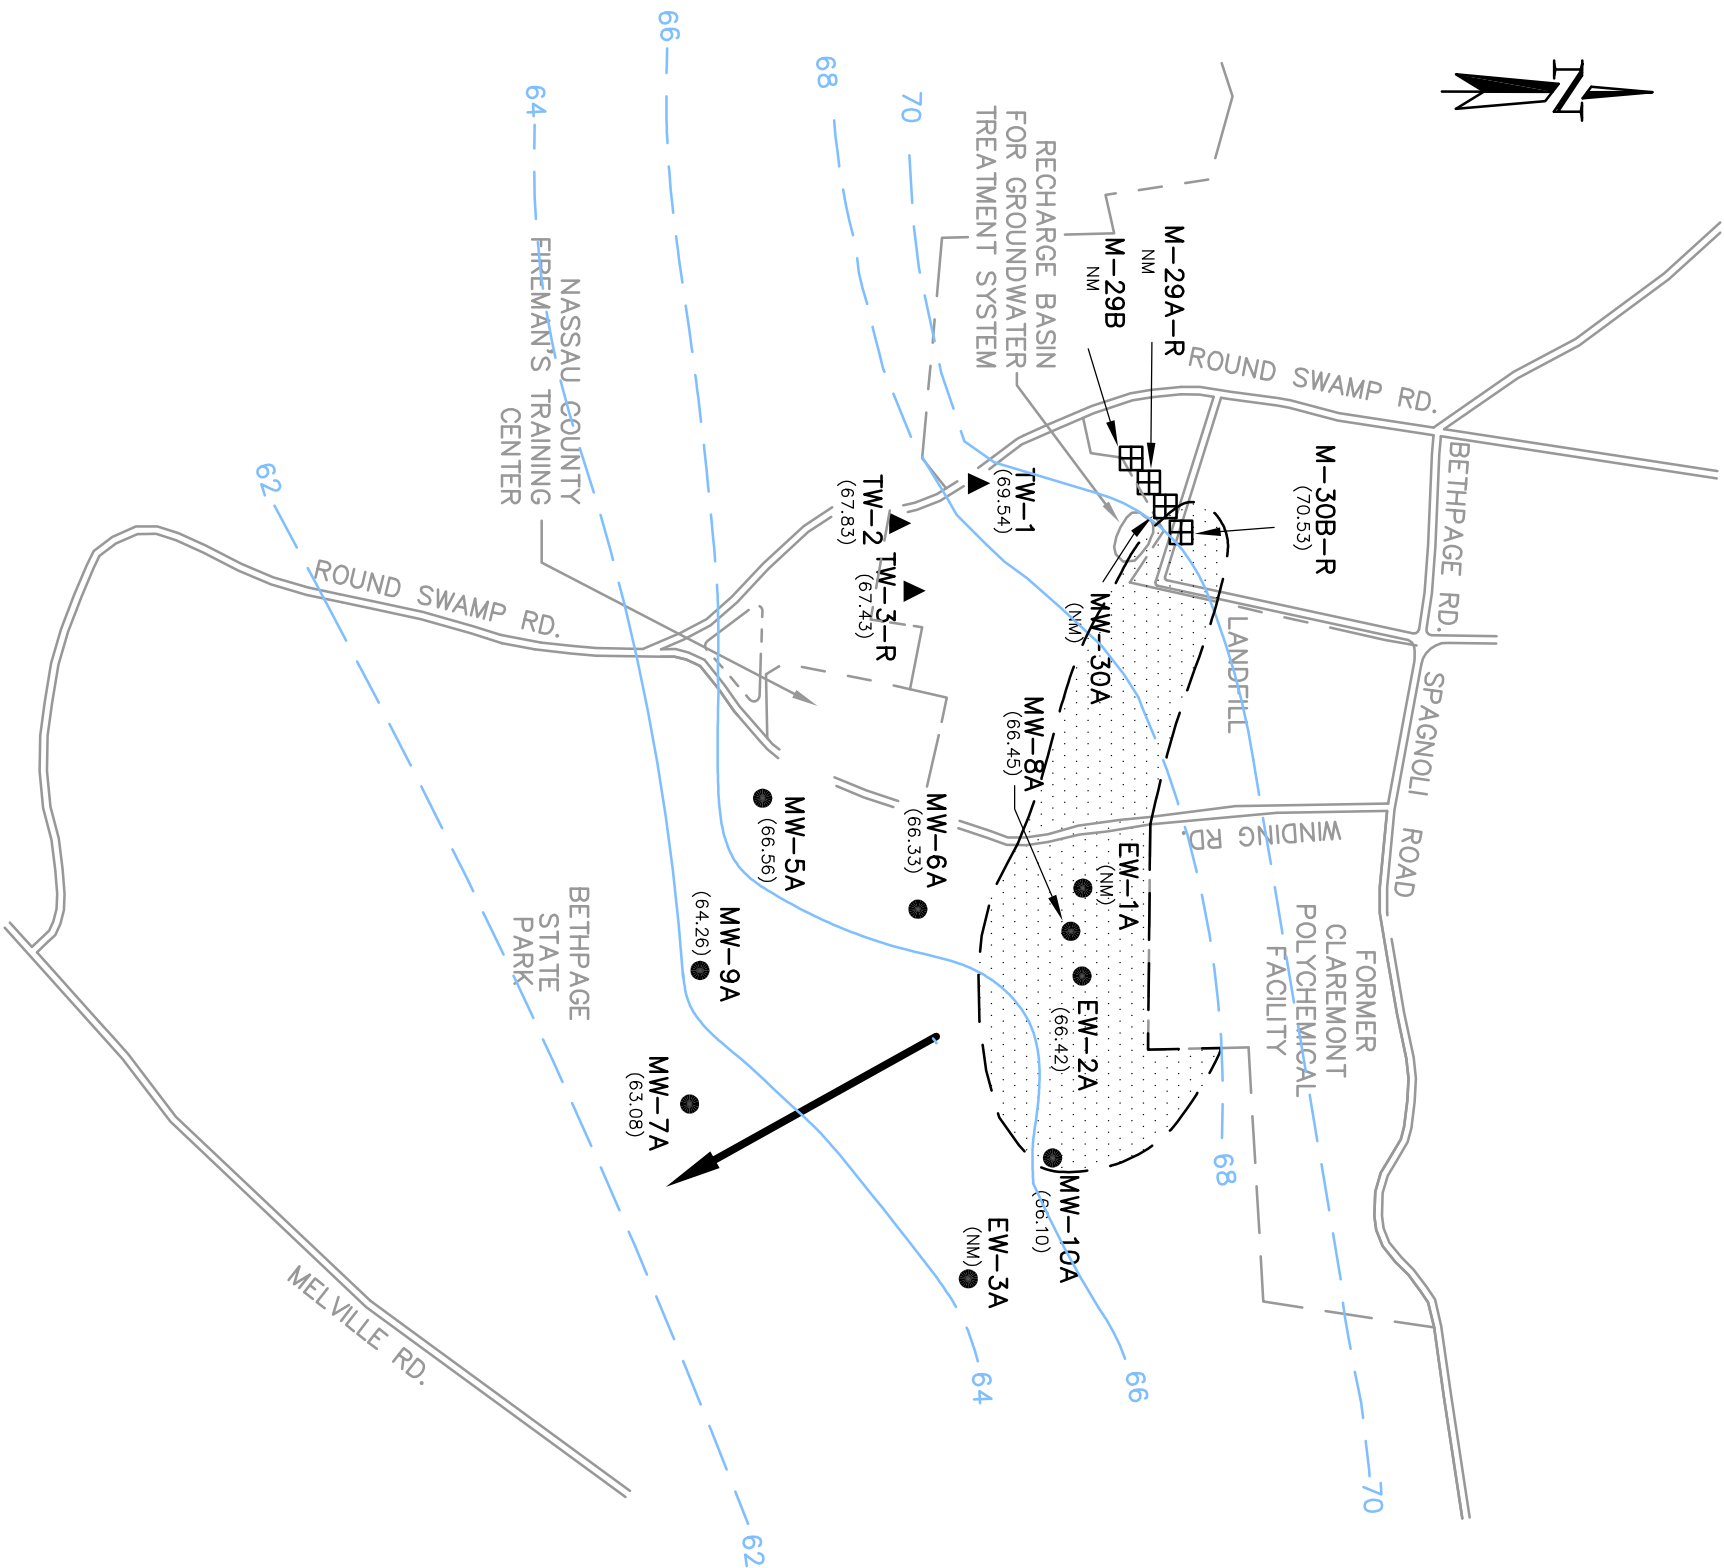 N
BETHPAGE RD.
SPAGNOLI ROAD
ROUND SWAMP RD.
M-30B-R
(70.53)
M-29A-R
NM
M-29B
NM
RECHARGE BASIN
FOR GROUNDWATER
TREATMENT SYSTEM
LANDFILL
WINDING RD.
FORMER
CLAREMONT
POLYCHEMICAL
FACILITY
MW-30A
(NM)
TW-1
(69.54)
TW-2
(67.83)
TW-3-R
(67.43)
MW-8A
(66.45)
EW-1A
(NM)
EW-2A
(66.42)
MW-6A
(66.33)
MW-5A
(66.56)
MW-10A
(66.10)
EW-3A
(NM)
MW-9A
(64.26)
MW-7A
(63.08)
NASSAU COUNTY
FIREMAN'S TRAINING
CENTER
BETHPAGE
STATE
PARK
ROUND SWAMP RD.
MELVILLE RD.
70
70
68
68
66
66
64
64
62
62